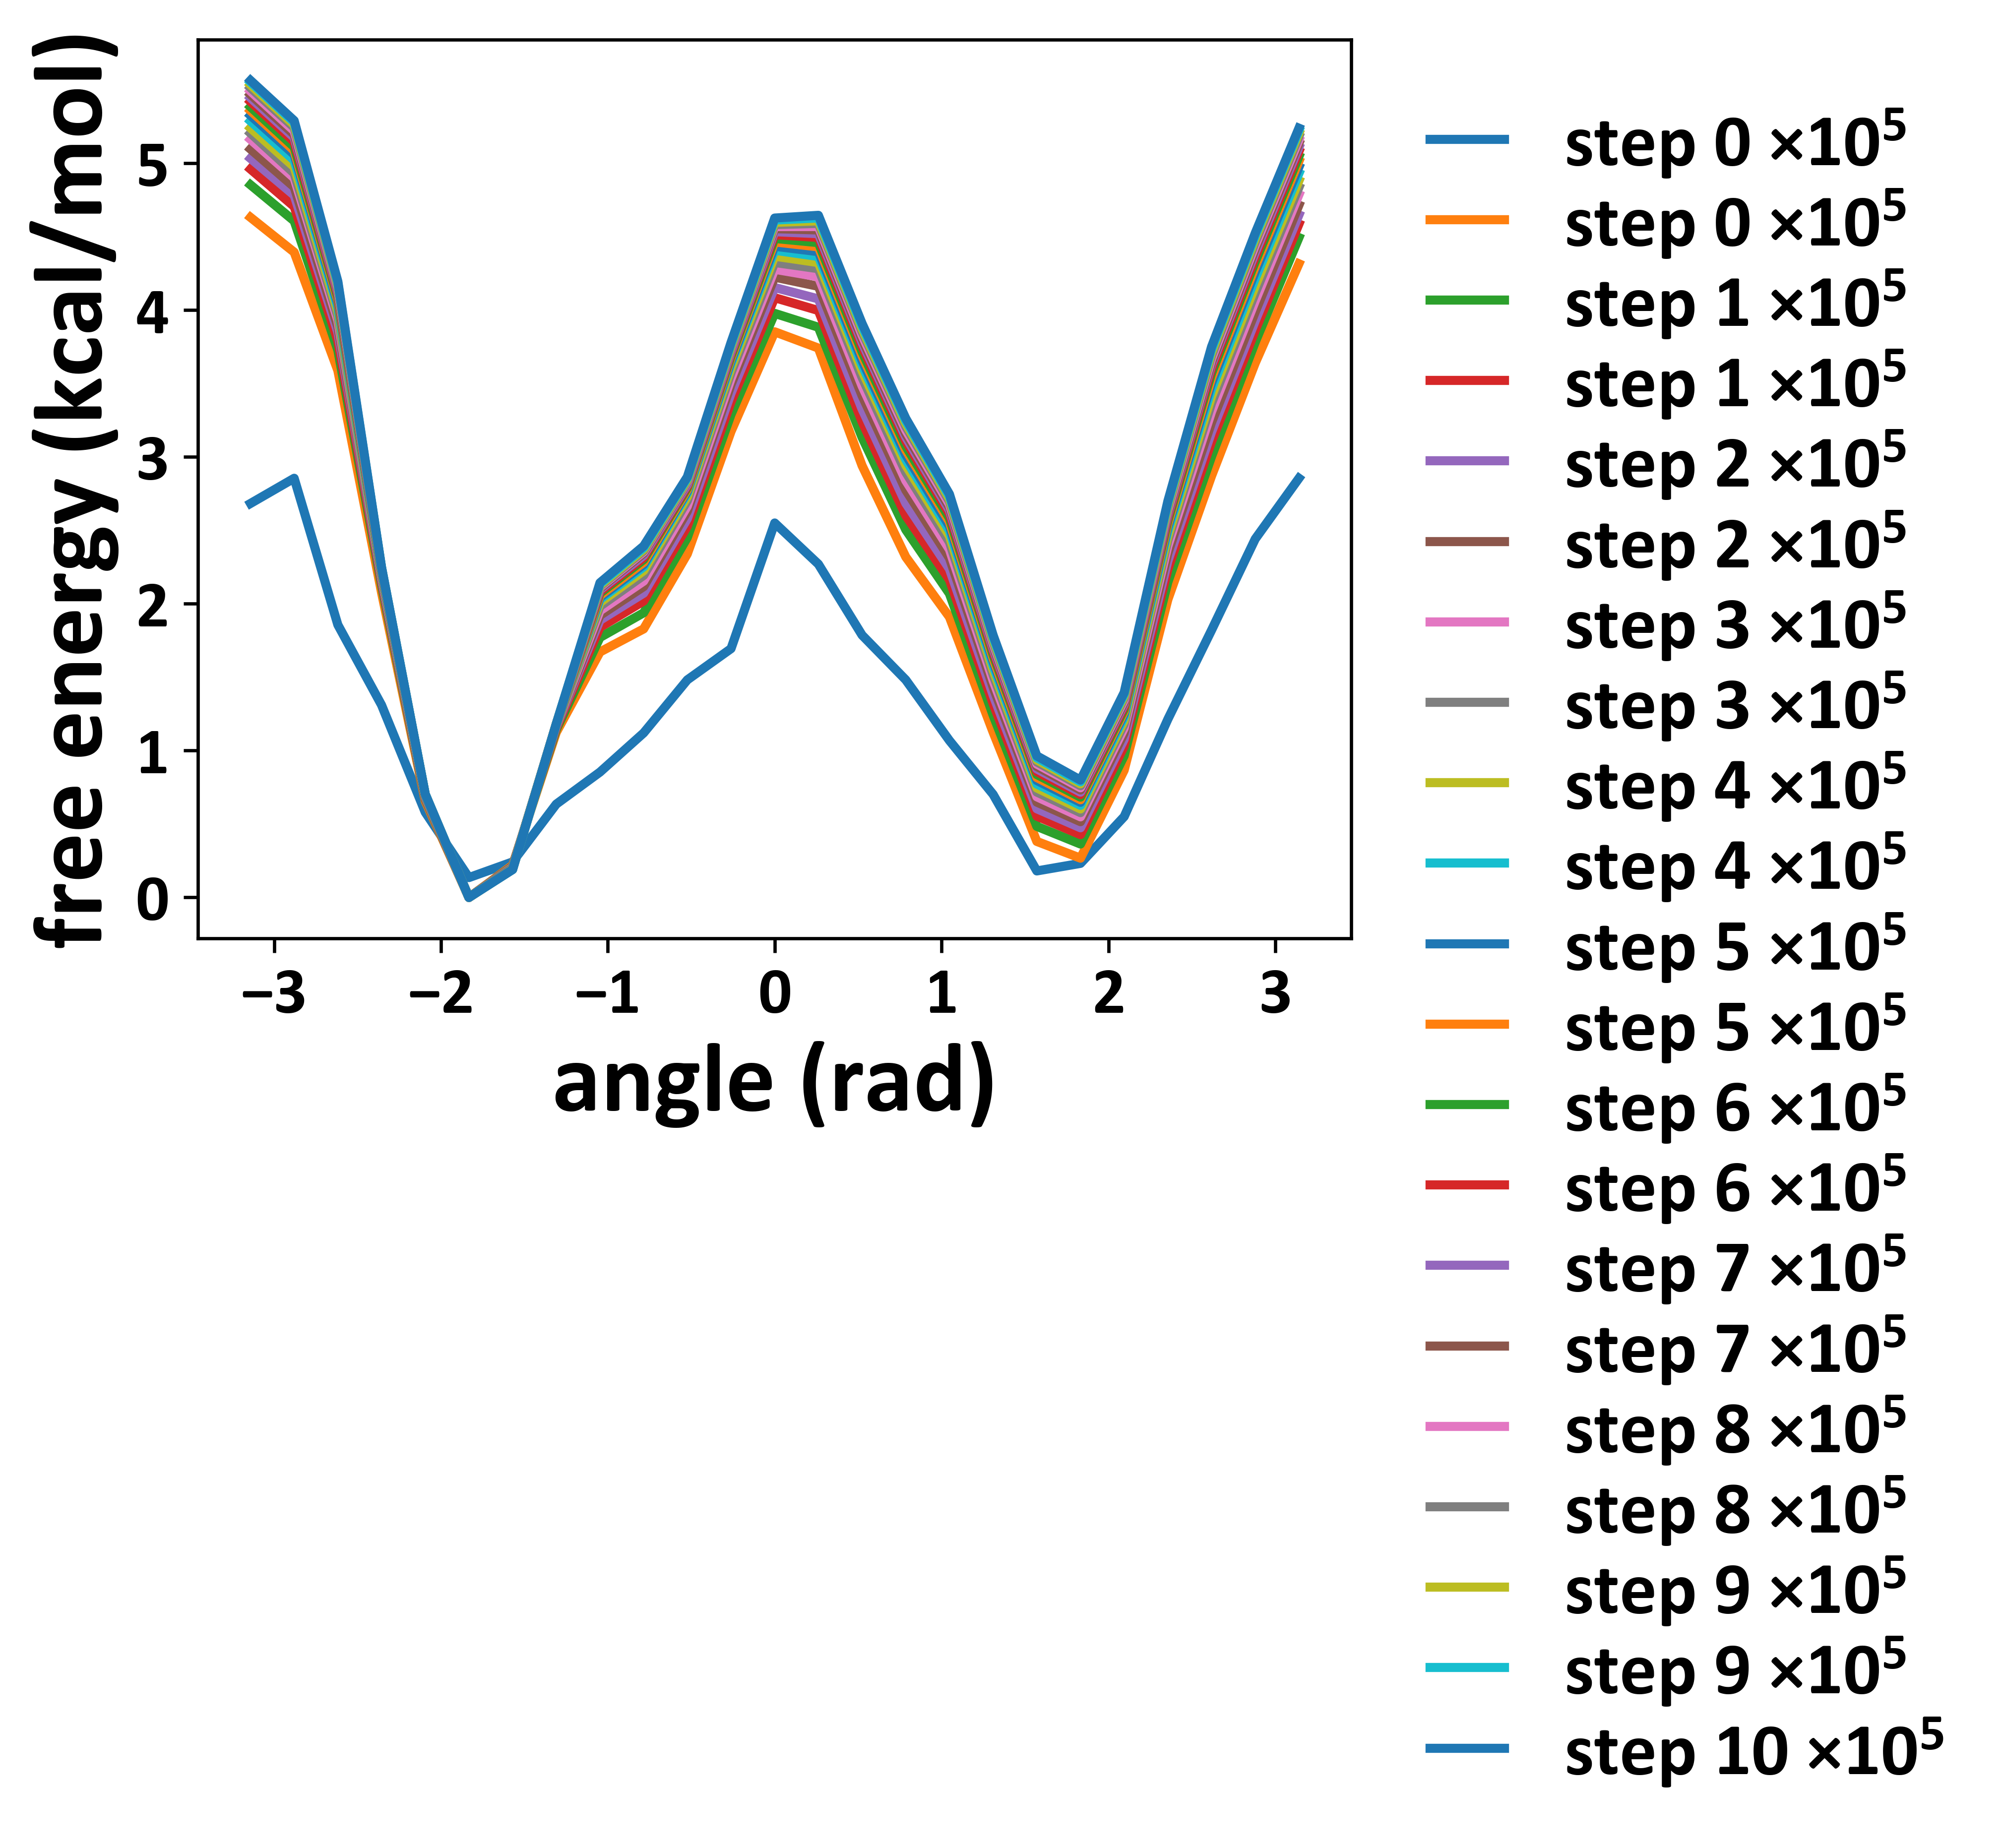 free energy (kcal/mol)
5
4
3
2
1
0
−3 −2 −1 0 1 2 3
angle (rad)
step 0 ×10⁵
step 0 ×10⁵
step 1 ×10⁵
step 1 ×10⁵
step 2 ×10⁵
step 2 ×10⁵
step 3 ×10⁵
step 3 ×10⁵
step 4 ×10⁵
step 4 ×10⁵
step 5 ×10⁵
step 5 ×10⁵
step 6 ×10⁵
step 6 ×10⁵
step 7 ×10⁵
step 7 ×10⁵
step 8 ×10⁵
step 8 ×10⁵
step 9 ×10⁵
step 9 ×10⁵
step 10 ×10⁵